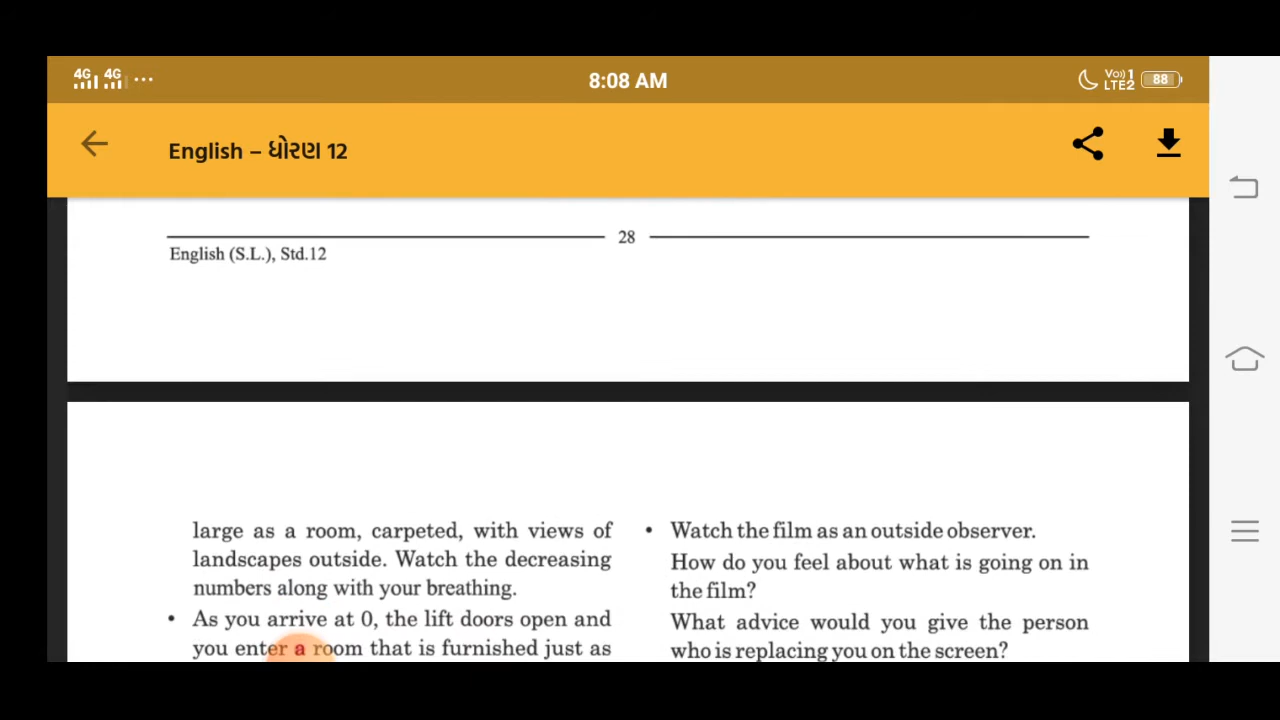 4G 4G ...
8:08 AM
Vo)) 1
LTE2
88
English – ધોરણ 12
28
English (S.L.), Std.12
large as a room, carpeted, with views of
landscapes outside. Watch the decreasing
numbers along with your breathing.
• As you arrive at 0, the lift doors open and
you enter a room that is furnished just as
• Watch the film as an outside observer.
How do you feel about what is going on in
the film?
What advice would you give the person
who is replacing you on the screen?